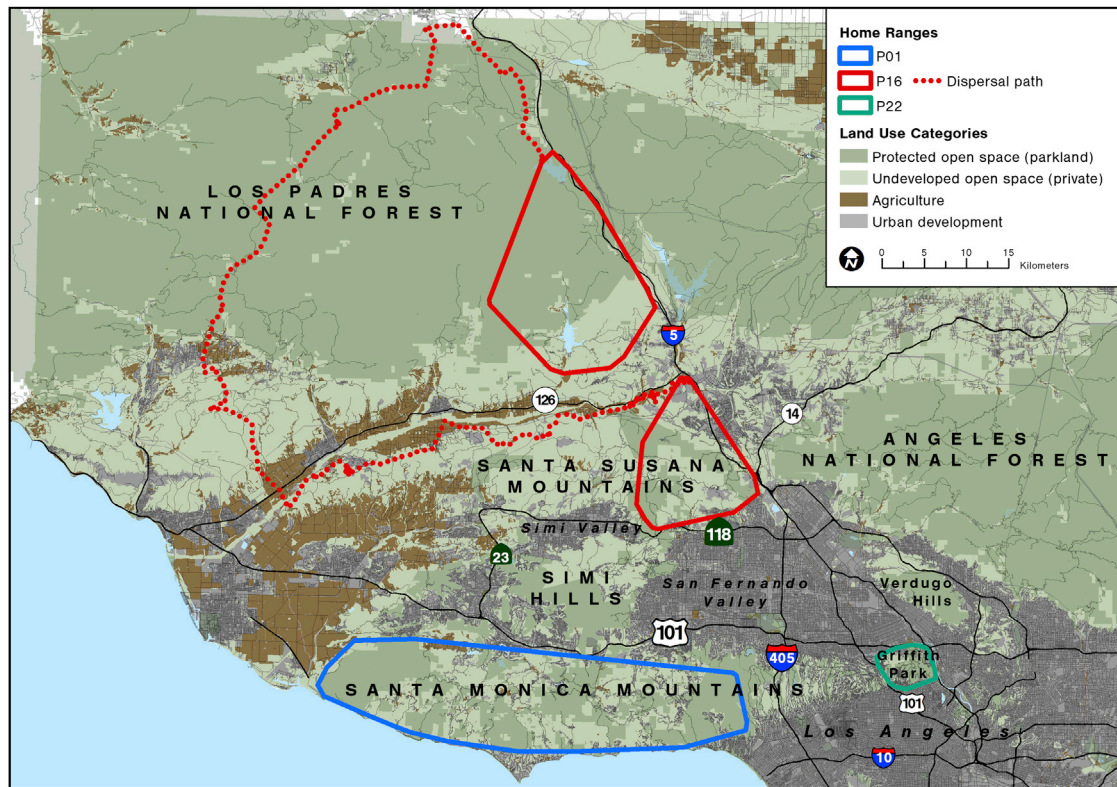 Home Ranges
P01
P16 Dispersal path
P22
Land Use Categories
Protected open space (parkland)
Undeveloped open space (private)
Agriculture
Urban development
N
0 5 10 15
Kilometers
LOS PADRES
NATIONAL FOREST
5
126
14
ANGELES
NATIONAL FOREST
SANTA SUSANA
MOUNTAINS
Simi Valley
118
23
SIMI
HILLS
San Fernando
Valley
Verdugo
Hills
101
405
Griffith
Park
SANTA MONICA MOUNTAINS
101
Los Angeles
10